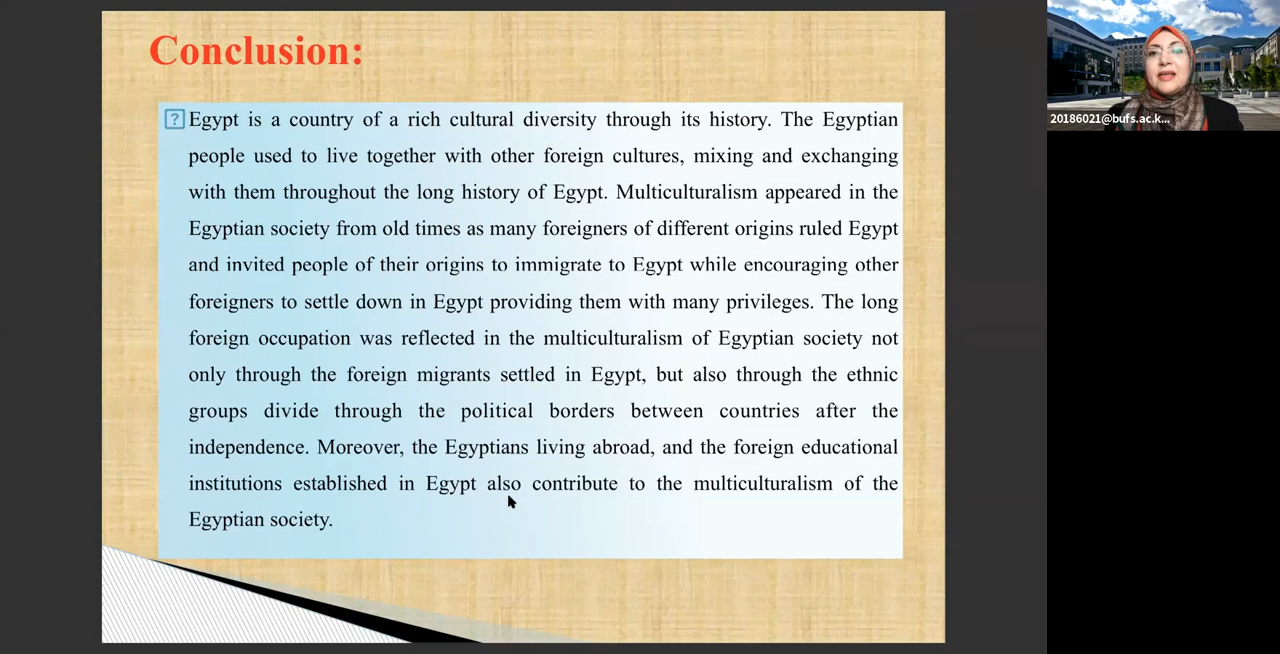 Conclusion:
Egypt is a country of a rich cultural diversity through its history. The Egyptian
people used to live together with other foreign cultures, mixing and exchanging
with them throughout the long history of Egypt. Multiculturalism appeared in the
Egyptian society from old times as many foreigners of different origins ruled Egypt
and invited people of their origins to immigrate to Egypt while encouraging other
foreigners to settle down in Egypt providing them with many privileges. The long
foreign occupation was reflected in the multiculturalism of Egyptian society not
only through the foreign migrants settled in Egypt, but also through the ethnic
groups divide through the political borders between countries after the
independence. Moreover, the Egyptians living abroad, and the foreign educational
institutions established in Egypt also contribute to the multiculturalism of the
Egyptian society.
20186021@bufs.ac.k...